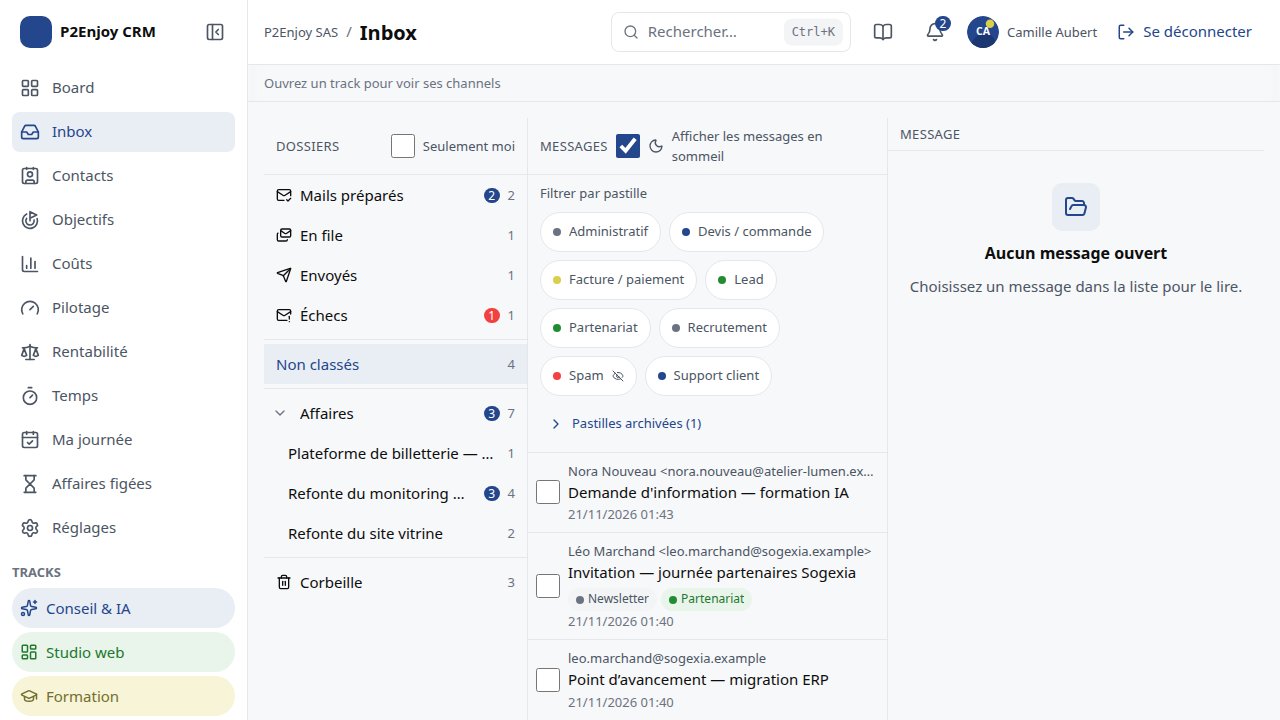 P2Enjoy CRM
Board
Inbox
Contacts
Objectifs
Coûts
Pilotage
Rentabilité
Temps
Ma journée
Affaires figées
Réglages
TRACKS
Conseil & IA
Studio web
Formation
P2Enjoy SAS / Inbox
Rechercher... Ctrl+K
2
CA
Camille Aubert
Se déconnecter
Ouvrez un track pour voir ses channels
DOSSIERS
Seulement moi
Mails préparés 2 2
En file 1
Envoyés 1
Échecs 1 1
Non classés 4
Affaires 3 7
Plateforme de billetterie — ... 1
Refonte du monitoring ... 3 4
Refonte du site vitrine 2
Corbeille 3
MESSAGES
Afficher les messages en
sommeil
Filtrer par pastille
Administratif
Devis / commande
Facture / paiement
Lead
Partenariat
Recrutement
Spam
Support client
Pastilles archivées (1)
Nora Nouveau <nora.nouveau@atelier-lumen.ex...
Demande d'information — formation IA
21/11/2026 01:43
Léo Marchand <leo.marchand@sogexia.example>
Invitation — journée partenaires Sogexia
Newsletter
Partenariat
21/11/2026 01:40
leo.marchand@sogexia.example
Point d’avancement — migration ERP
21/11/2026 01:40
MESSAGE
Aucun message ouvert
Choisissez un message dans la liste pour le lire.